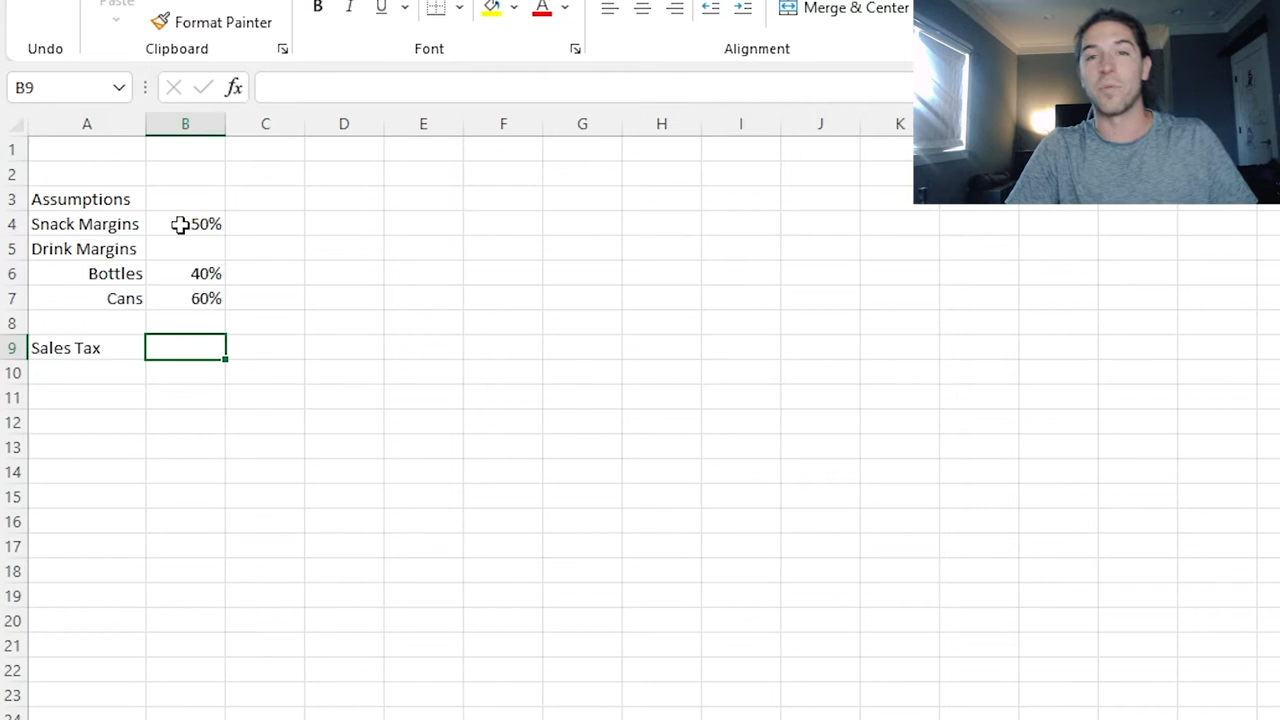 Paste
Format Painter
B I U A
Merge & Center
Undo Clipboard Font Alignment
B9 fx
A B C D E F G H I J K
1
2
3 Assumptions
4 Snack Margins 50%
5 Drink Margins
6 Bottles 40%
7 Cans 60%
8
9 Sales Tax
10
11
12
13
14
15
16
17
18
19
20
21
22
23
24